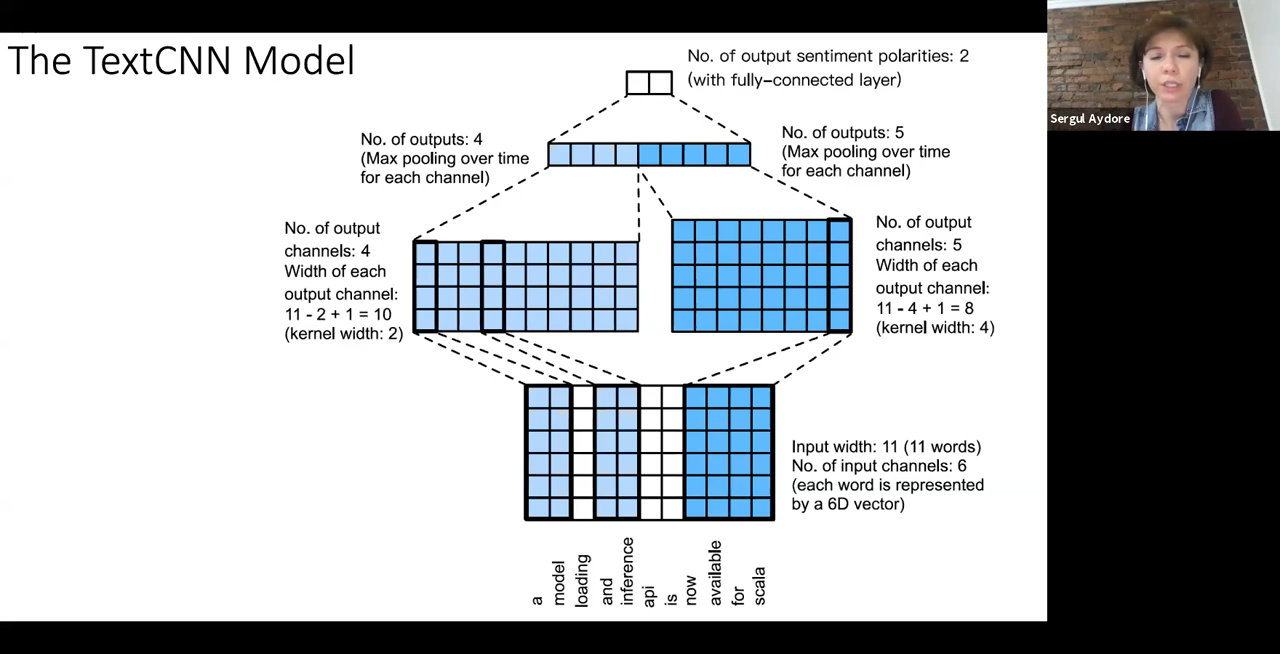 The TextCNN Model
No. of output sentiment polarities: 2
(with fully-connected layer)
No. of outputs: 4
(Max pooling over time
for each channel)
No. of outputs: 5
(Max pooling over time
for each channel)
No. of output
channels: 4
Width of each
output channel:
11 - 2 + 1 = 10
(kernel width: 2)
No. of output
channels: 5
Width of each
output channel:
11 - 4 + 1 = 8
(kernel width: 4)
Input width: 11 (11 words)
No. of input channels: 6
(each word is represented
by a 6D vector)
a
model
loading
and
inference
api
is
now
available
for
scala
Sergul Aydore